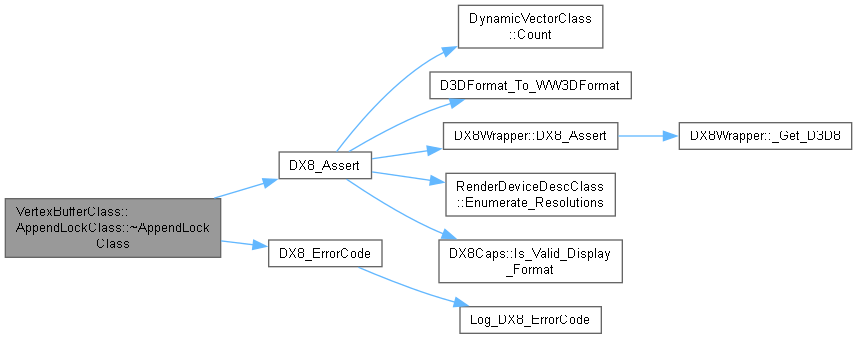 VertexBufferClass::
AppendLockClass::~AppendLock
Class
DX8_Assert
DynamicVectorClass
::Count
D3DFormat_To_WW3DFormat
DX8Wrapper::DX8_Assert
DX8Wrapper::_Get_D3D8
RenderDeviceDescClass
::Enumerate_Resolutions
DX8Caps::Is_Valid_Display
_Format
DX8_ErrorCode
Log_DX8_ErrorCode